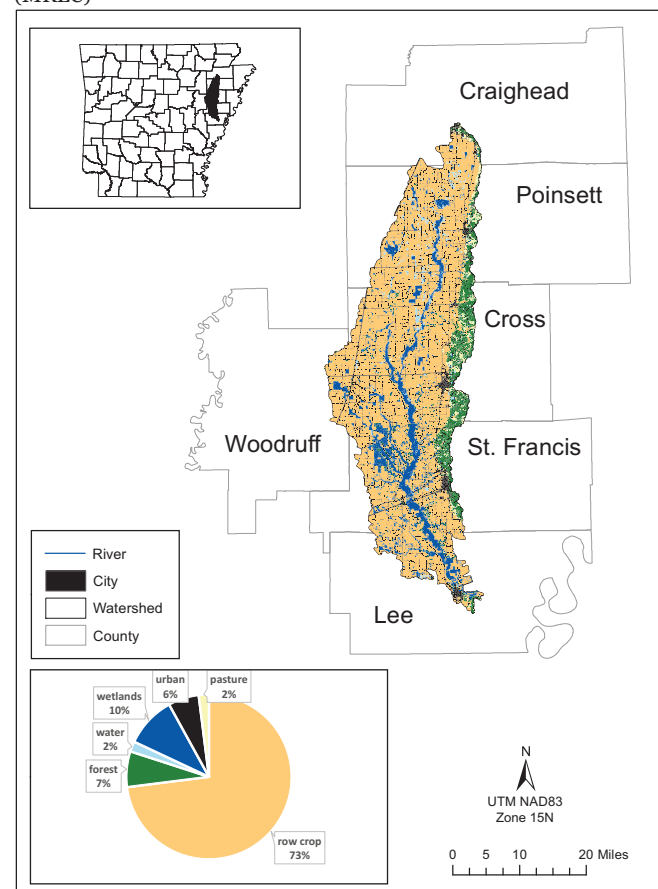 (MRLC)
Craighead
Poinsett
Cross
Woodruff
St. Francis
Lee
River
City
Watershed
County
urban
6%
pasture
2%
wetlands
10%
water
2%
forest
7%
row crop
73%
N
UTM NAD83
Zone 15N
0 5 10 20 Miles